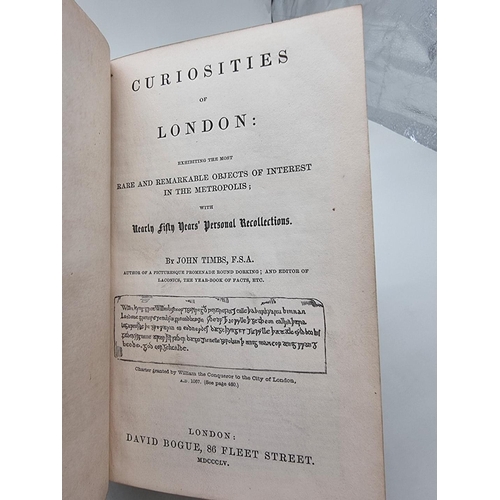 CURIOSITIES
OF
LONDON:
EXHIBITING THE MOST
RARE AND REMARKABLE OBJECTS OF INTEREST
IN THE METROPOLIS;
WITH
Nearly Fifty Years' Personal Recollections.
BY JOHN TIMBS, F.S.A.
AUTHOR OF A PICTURESQUE PROMENADE ROUND DORKING; AND EDITOR OF
LACONICS, THE YEAR-BOOK OF FACTS, ETC.
Charter granted by William the Conqueror to the City of London,
A.D. 1067. (See page 460.)
LONDON:
DAVID BOGUE, 86 FLEET STREET.
MDCCCLV.